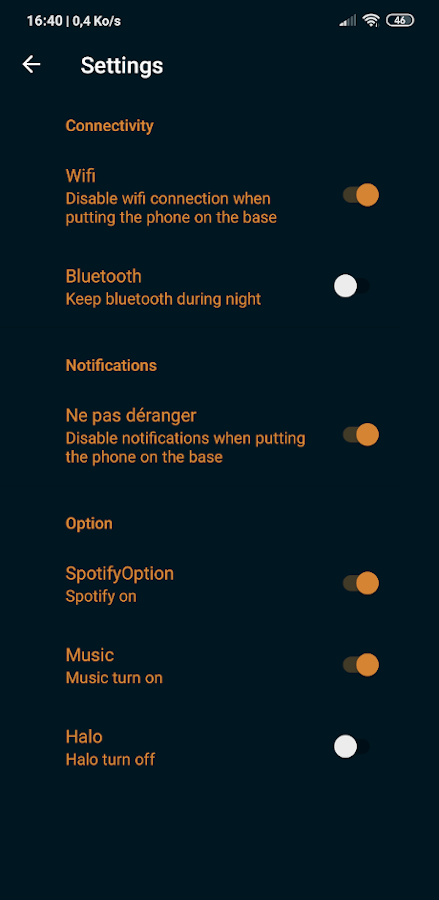 16:40 | 0,4 Ko/s 46
Settings
Connectivity
Wifi
Disable wifi connection when
putting the phone on the base
Bluetooth
Keep bluetooth during night
Notifications
Ne pas déranger
Disable notifications when putting
the phone on the base
Option
SpotifyOption
Spotify on
Music
Music turn on
Halo
Halo turn off